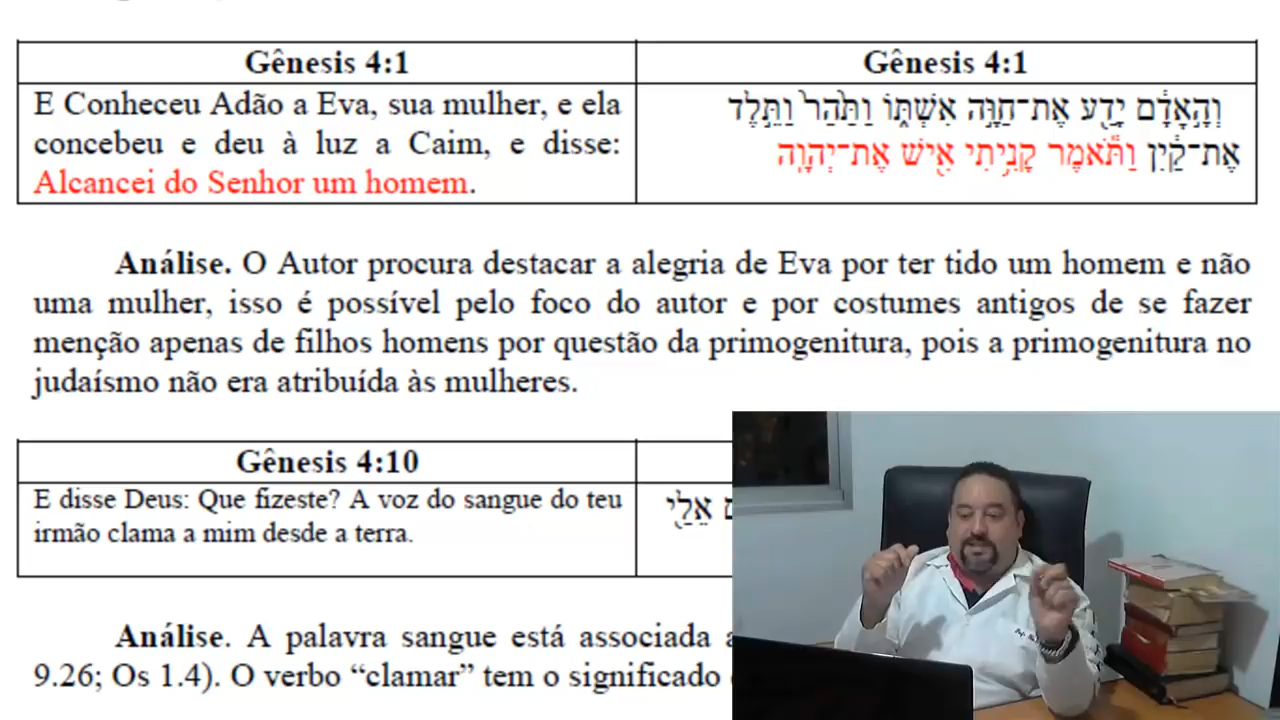 Gênesis 4:1
Gênesis 4:1
E Conheceu Adão a Eva, sua mulher, e ela
concebeu e deu à luz a Caim, e disse:
Alcancei do Senhor um homem.
וְהָ֣אָדָ֔ם יָדַ֖ע אֶת־חַוָּ֣ה אִשְׁתּ֑וֹ וַתַּ֙הַר֙ וַתֵּ֣לֶד
אֶת־קַ֔יִן וַתֹּ֕אמֶר קָנִ֥יתִי אִ֖ישׁ אֶת־יְהוָֽה
Análise. O Autor procura destacar a alegria de Eva por ter tido um homem e não
uma mulher, isso é possível pelo foco do autor e por costumes antigos de se fazer
menção apenas de filhos homens por questão da primogenitura, pois a primogenitura no
judaísmo não era atribuída às mulheres.
Gênesis 4:10
E disse Deus: Que fizeste? A voz do sangue do teu
irmão clama a mim desde a terra.
אֵלַ֖י
Análise. A palavra sangue está associada
9.26; Os 1.4). O verbo “clamar” tem o significado